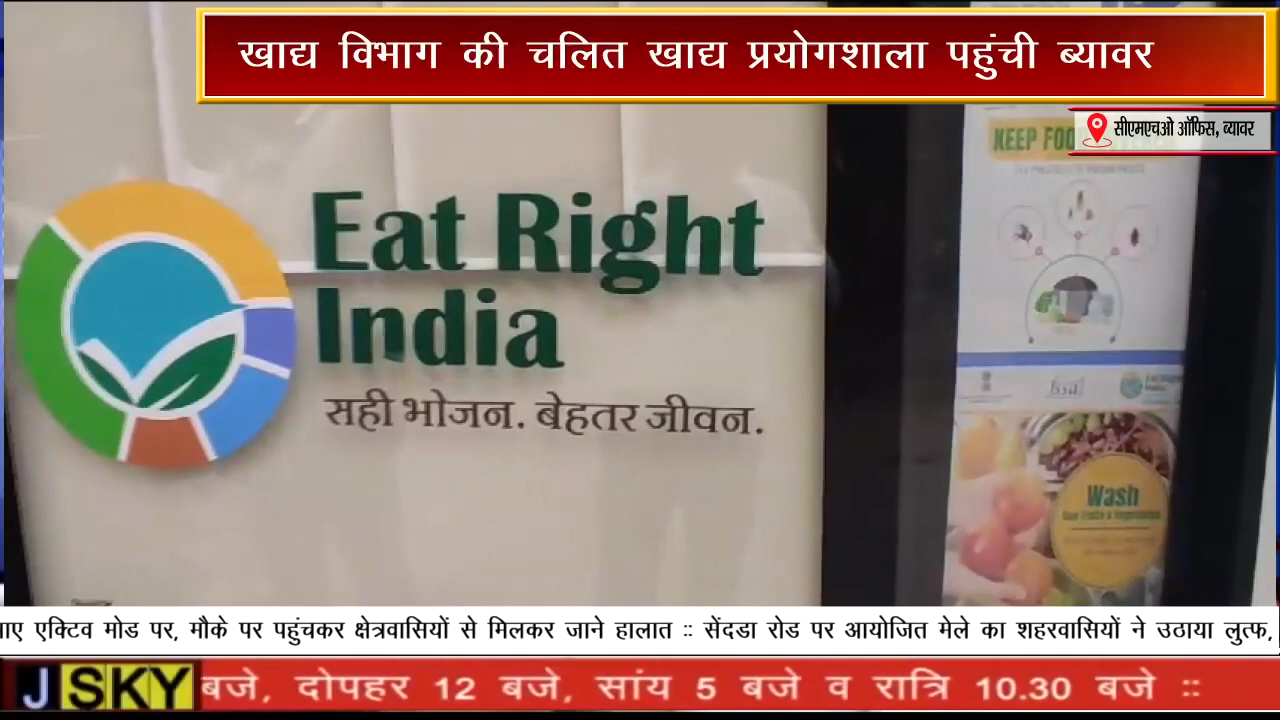 खाद्य विभाग की चलित खाद्य प्रयोगशाला पहुंची ब्यावर
सीएमएचओ ऑफिस, ब्यावर
KEEP
Eat Right
India
सही भोजन. बेहतर जीवन.
fssai
Wash
एक्टिव मोड पर, मौके पर पहुंचकर क्षेत्रवासियों से मिलकर जाने हालात :: सेंदडा रोड पर आयोजित मेले का शहरवासियों ने उठाया लुत्फ,
J SKY बजे, दोपहर 12 बजे, सांय 5 बजे व रात्रि 10.30 बजे ::